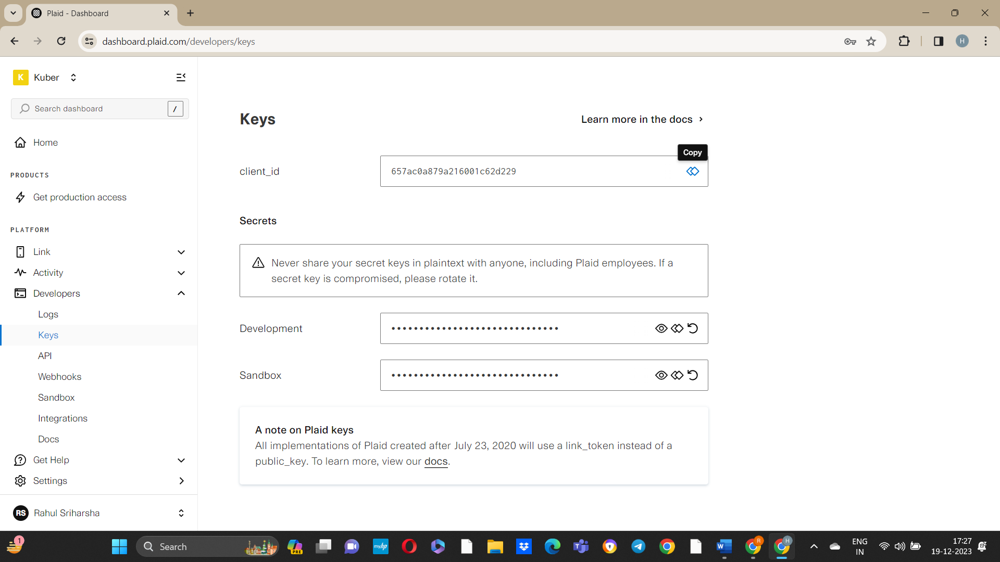 Plaid - Dashboard
dashboard.plaid.com/developers/keys
H
K Kuber
Search dashboard /
Home
PRODUCTS
Get production access
PLATFORM
Link
Activity
Developers
Logs
Keys
API
Webhooks
Sandbox
Integrations
Docs
Get Help
Settings
RS Rahul Sriharsha
Keys
Learn more in the docs
Copy
client_id
657ac0a879a216001c62d229
Secrets
Never share your secret keys in plaintext with anyone, including Plaid employees. If a
secret key is compromised, please rotate it.
Development
••••••••••••••••••••••••••••••
Sandbox
••••••••••••••••••••••••••••••
A note on Plaid keys
All implementations of Plaid created after July 23, 2020 will use a link_token instead of a
public_key. To learn more, view our docs.
1
Search
PRE
myhp
W
R
H
ENG
IN
17:27
19-12-2023